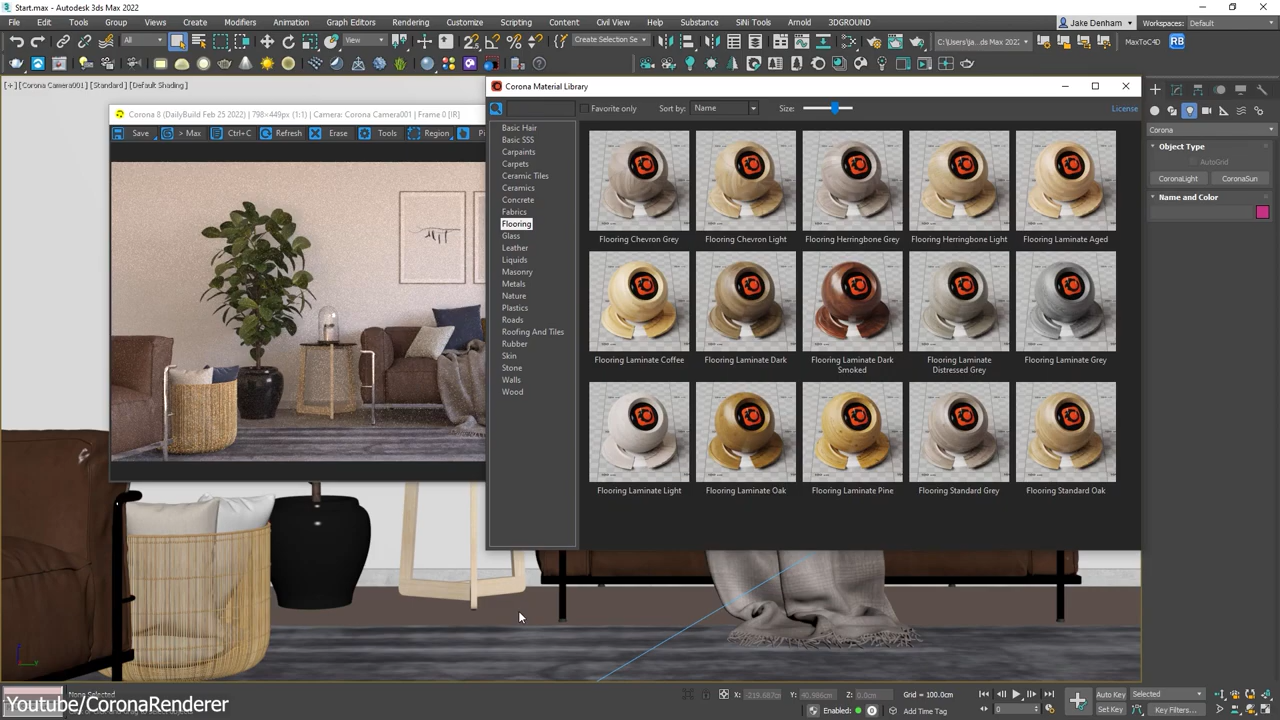 Start.max - Autodesk 3ds Max 2022
File Edit Tools Group Views Create Modifiers Animation Graph Editors Rendering Customize Scripting Content Civil View Help Substance SiNi Tools Arnold 3DGROUND
Jake Denham Workspaces: Default
All View Create Selection Se C:\Users\ja...ds Max 2022 MaxToC4D RB
[+] [Corona Camera001] [Standard] [Default Shading]
Corona Material Library
Corona 8 (DailyBuild Feb 25 2022) | 798×449px (1:1) | Camera: Corona Camera001 | Frame 0 [IR]
Save > Max Ctrl+C Refresh Erase Tools Region
Favorite only Sort by: Name Size: License
Basic Hair
Basic SSS
Carpaints
Carpets
Ceramic Tiles
Ceramics
Concrete
Fabrics
Flooring
Glass
Leather
Liquids
Masonry
Metals
Nature
Plastics
Roads
Roofing And Tiles
Rubber
Skin
Stone
Walls
Wood
Flooring Chevron Grey Flooring Chevron Light Flooring Herringbone Grey Flooring Herringbone Light Flooring Laminate Aged
Flooring Laminate Coffee Flooring Laminate Dark Flooring Laminate Dark Smoked Flooring Laminate Distressed Grey Flooring Laminate Grey
Flooring Laminate Light Flooring Laminate Oak Flooring Laminate Pine Flooring Standard Grey Flooring Standard Oak
Corona
Object Type
AutoGrid
CoronaLight CoronaSun
Name and Color
None Selected
X: -219.687cm Y: 40.986cm Z: 0.0cm Grid = 100.0cm
Enabled: Add Time Tag
0
Auto Key Selected
Set Key Key Filters...
Youtube/CoronaRenderer